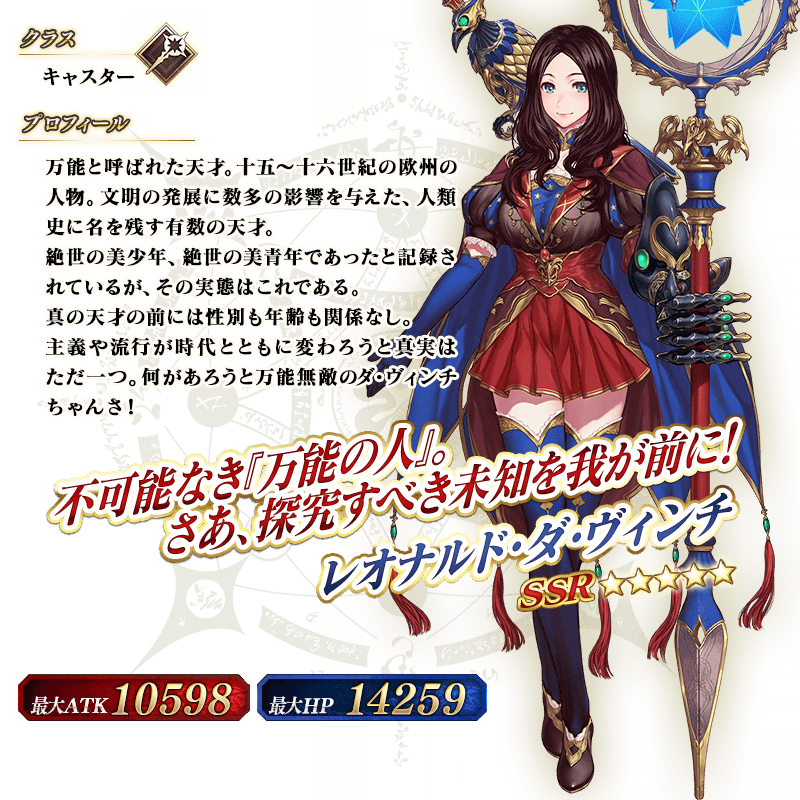 クラス
キャスター
プロフィール
万能と呼ばれた天才。十五～十六世紀の欧州の
人物。文明の発展に数多の影響を与えた、人類
史に名を残す有数の天才。
絶世の美少年、絶世の美青年であったと記録さ
れているが、その実態はこれである。
真の天才の前には性別も年齢も関係なし。
主義や流行が時代とともに変わろうと真実は
ただ一つ。何があろうと万能無敵のダ・ヴィンチ
ちゃんさ！
不可能なき『万能の人』。
さあ、探究すべき未知を我が前に！
レオナルド・ダ・ヴィンチ
SSR ★★★★★
最大ATK 10598
最大HP 14259